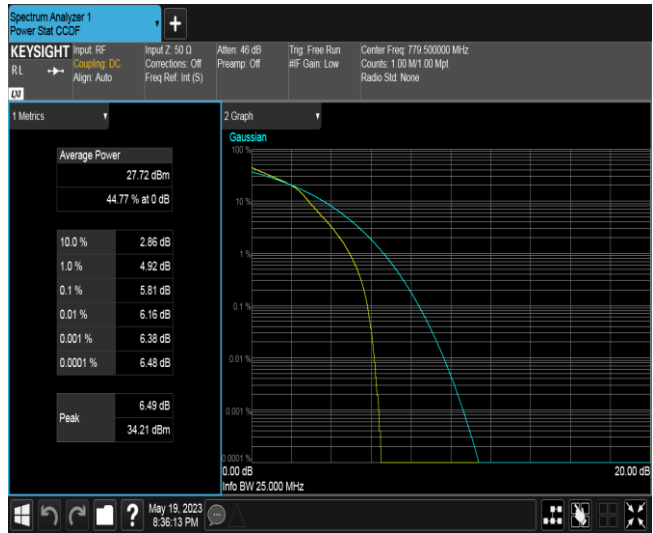 Spectrum Analyzer 1
Power Stat CCDF
+
KEYSIGHT
RL
LXI
Input: RF
Coupling: DC
Align: Auto
Input Z: 50 Ω
Corrections: Off
Freq Ref: Int (S)
Atten: 46 dB
Preamp: Off
Trig: Free Run
#IF Gain: Low
Center Freq: 779.500000 MHz
Counts: 1.00 M/1.00 Mpt
Radio Std: None
1 Metrics
Average Power
27.72 dBm
44.77 % at 0 dB
10.0 % 2.86 dB
1.0 % 4.92 dB
0.1 % 5.81 dB
0.01 % 6.16 dB
0.001 % 6.38 dB
0.0001 % 6.48 dB
Peak
6.49 dB
34.21 dBm
2 Graph
Gaussian
100 %
10 %
1 %
0.1 %
0.01 %
0.001 %
0.0001 %
0.00 dB 20.00 dB
Info BW 25.000 MHz
?
May 19, 2023
8:36:13 PM